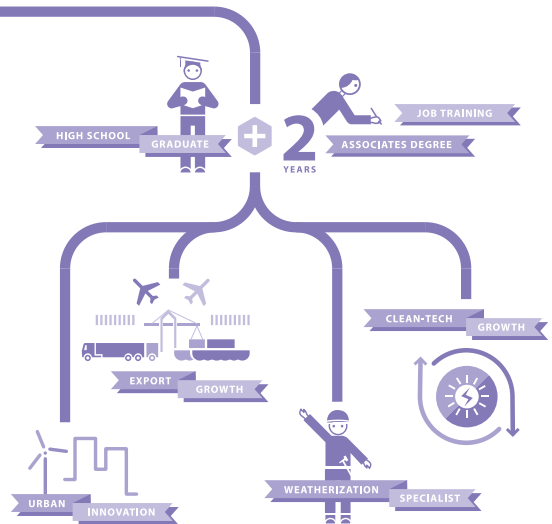 HIGH SCHOOL
GRADUATE
+
2
YEARS
JOB TRAINING
ASSOCIATES DEGREE
EXPORT
GROWTH
CLEAN-TECH
GROWTH
URBAN
INNOVATION
WEATHERIZATION
SPECIALIST